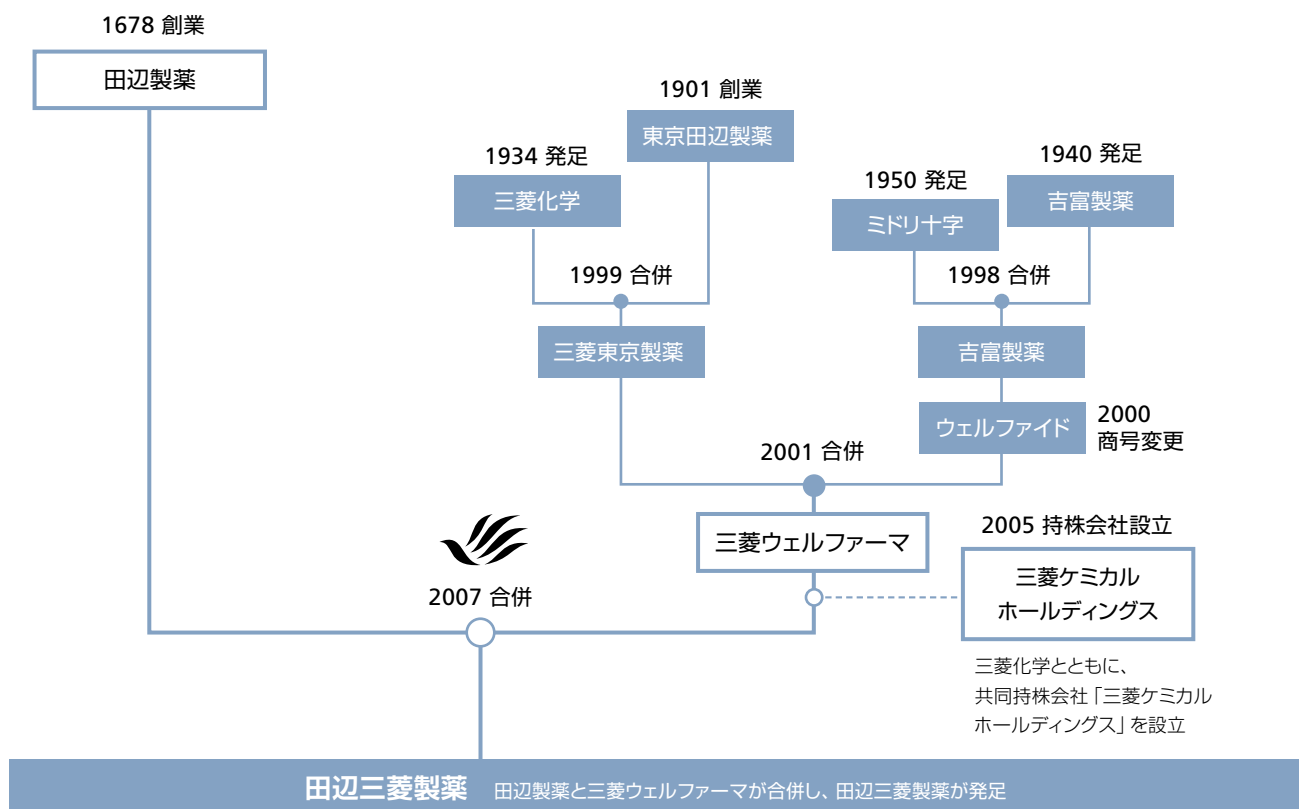 1678 創業
田辺製薬
1901 創業
東京田辺製薬
1934 発足
三菱化学
1940 発足
吉富製薬
1950 発足
ミドリ十字
1999 合併
1998 合併
三菱東京製薬
吉富製薬
ウェルファイド
2000
商号変更
2001 合併
三菱ウェルファーマ
2005 持株会社設立
三菱ケミカル
ホールディングス
2007 合併
三菱化学とともに、
共同持株会社「三菱ケミカル
ホールディングス」を設立
田辺三菱製薬 田辺製薬と三菱ウェルファーマが合併し、田辺三菱製薬が発足